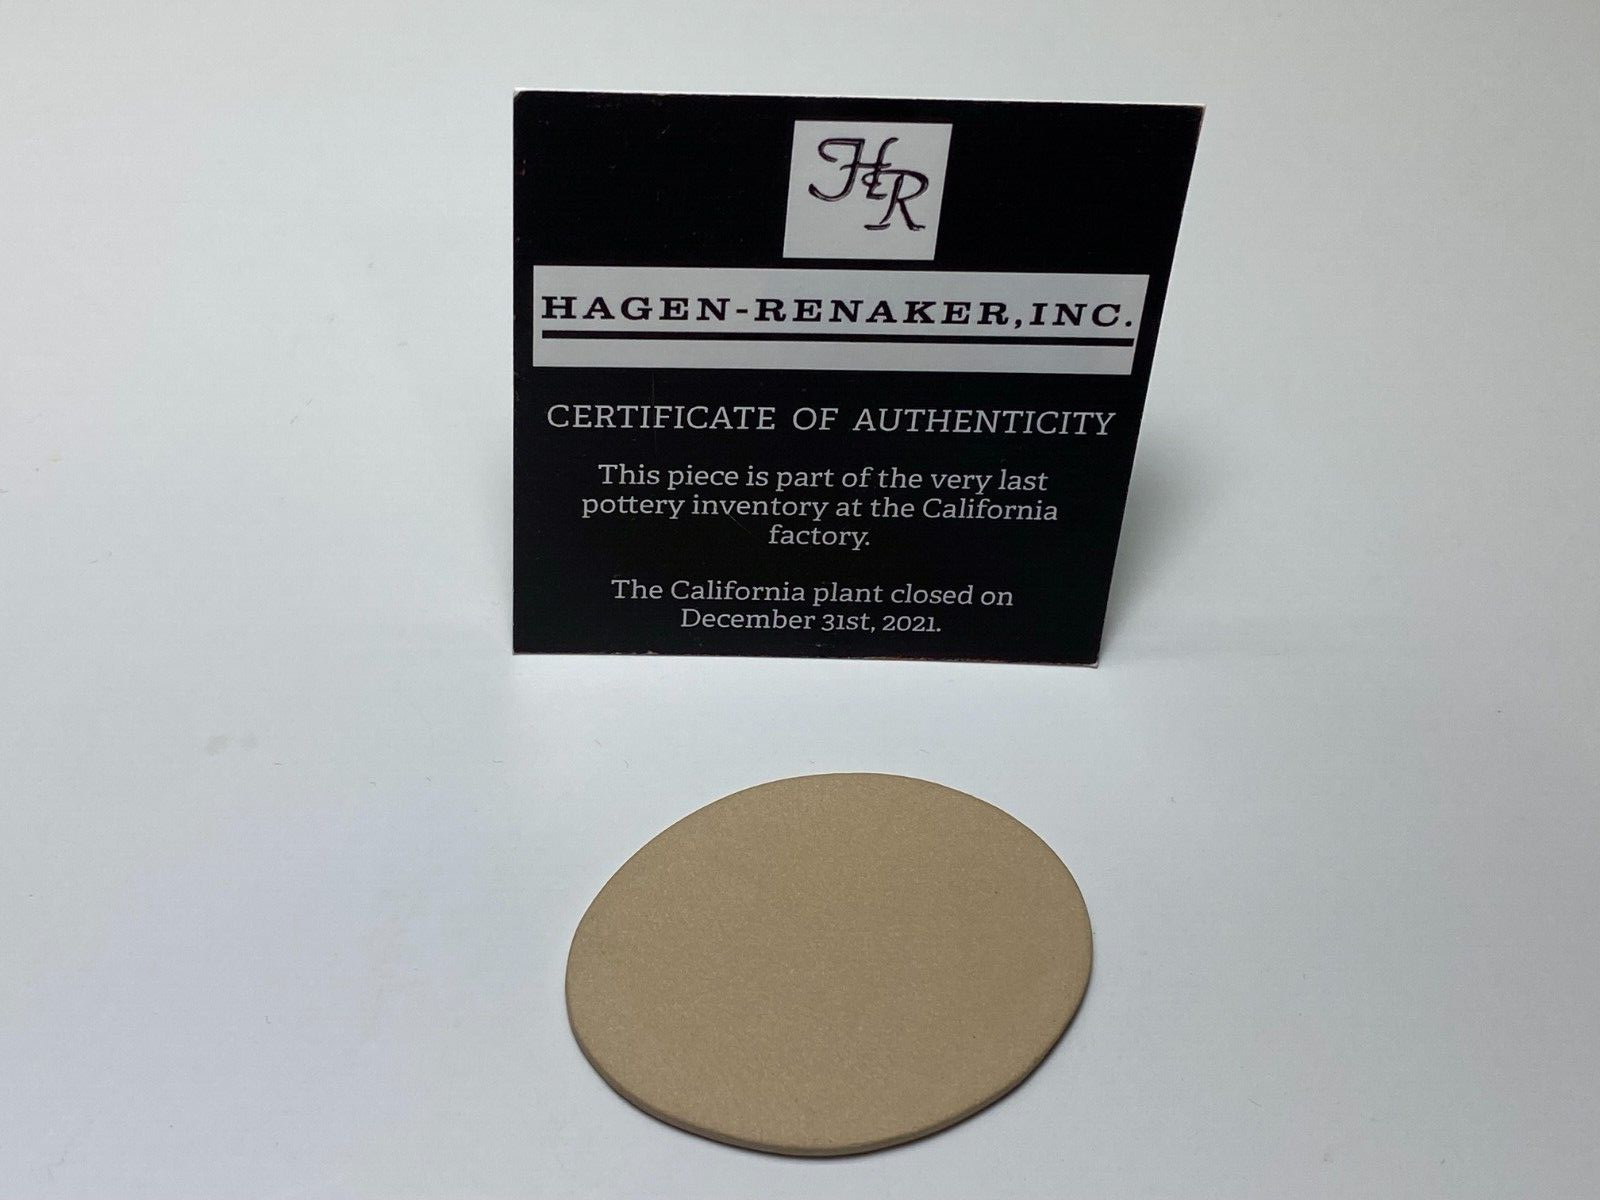 H&R
HAGEN-RENAKER, INC.
CERTIFICATE OF AUTHENTICITY
This piece is part of the very last
pottery inventory at the California
factory.
The California plant closed on
December 31st, 2021.